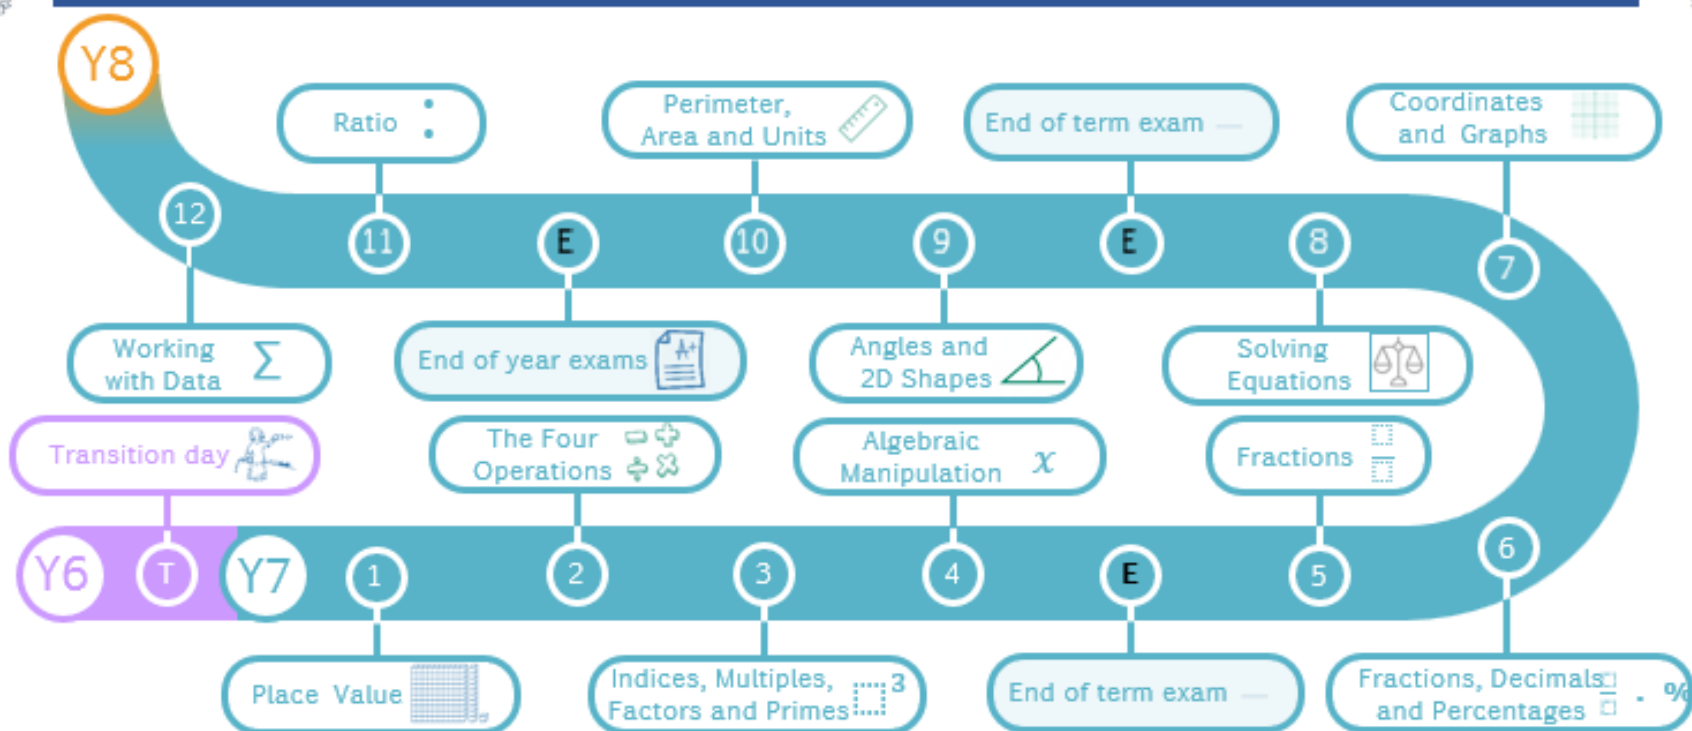 Y8
Ratio :
Perimeter,
Area and Units
End of term exam
Coordinates
and Graphs
12
11
E
10
9
E
8
7
Working
with Data Σ
End of year exams A+
Angles and
2D Shapes
Solving
Equations
Transition day
The Four
Operations
Algebraic
Manipulation x
Fractions
Y6
T
Y7
1
2
3
4
E
5
6
Place Value
Indices, Multiples,
Factors and Primes 3
End of term exam
Fractions, Decimals
and Percentages . %